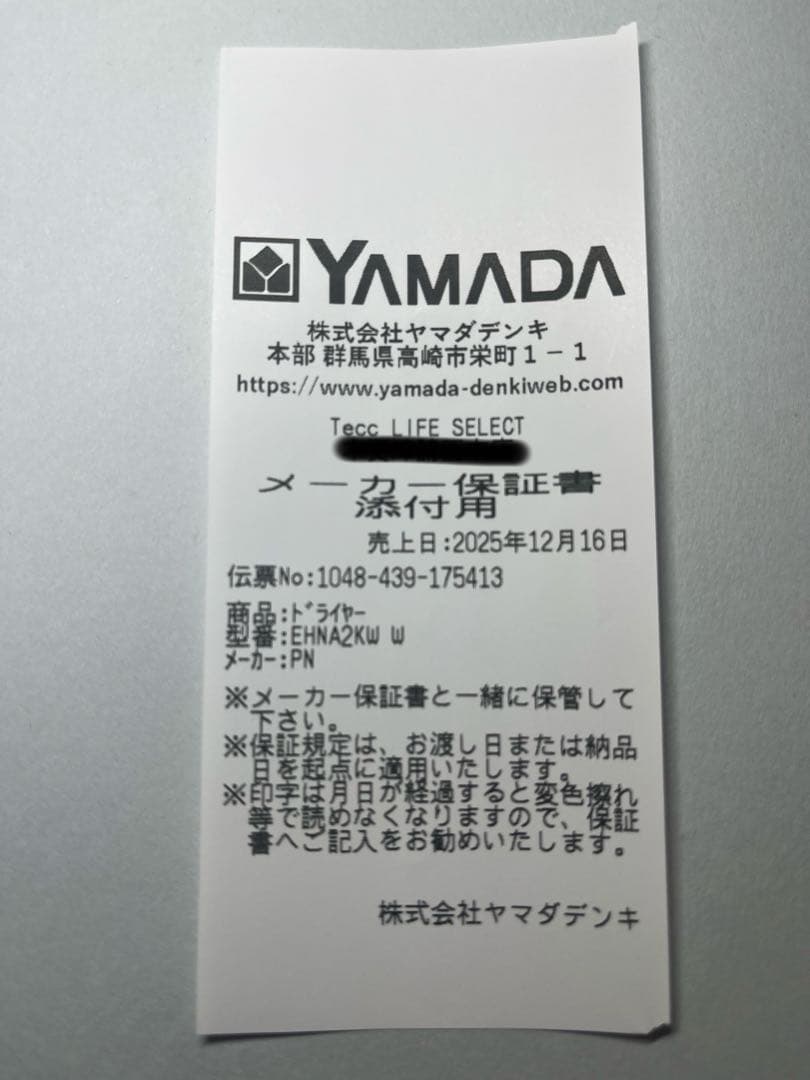 YAMADA
株式会社ヤマダデンキ
本部 群馬県高崎市栄町1-1
https://www.yamada-denkiweb.com
Tecc LIFE SELECT
メーカー保証書
添付用
売上日:2025年12月16日
伝票No:1048-439-175413
商品:ﾄﾞﾗｲﾔｰ
型番:EHNA2KW W
ﾒｰｶｰ:PN
※メーカー保証書と一緒に保管して
下さい。
※保証規定は、お渡し日または納品
日を起点に適用いたします。
※印字は月日が経過すると変色擦れ
等で読めなくなりますので、保証
書へご記入をお勧めいたします。
株式会社ヤマダデンキ